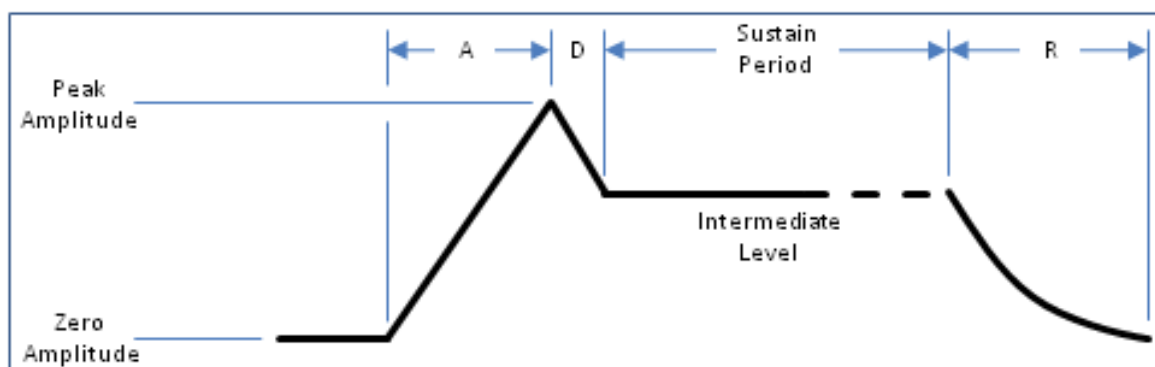 A
D
Sustain
Period
R
Peak
Amplitude
Intermediate
Level
Zero
Amplitude